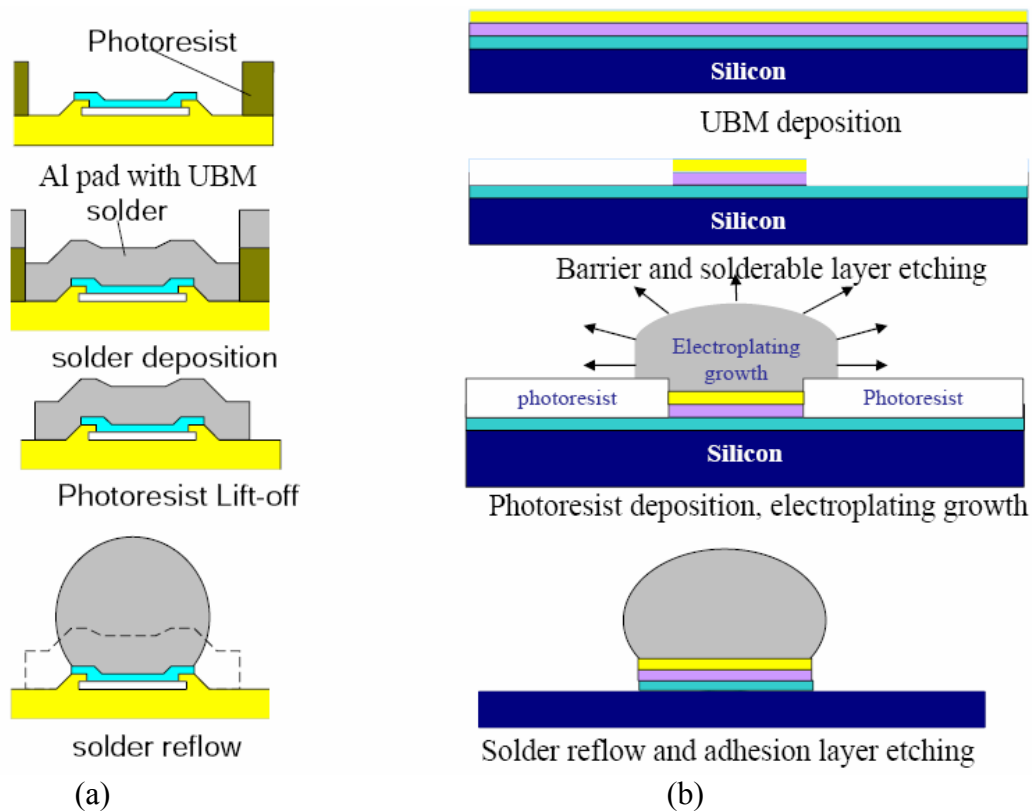 Photoresist
Al pad with UBM
solder
solder deposition
Photoresist Lift-off
solder reflow
(a)
Silicon
UBM deposition
Silicon
Barrier and solderable layer etching
Electroplating
growth
photoresist
Photoresist
Silicon
Photoresist deposition, electroplating growth
Solder reflow and adhesion layer etching
(b)